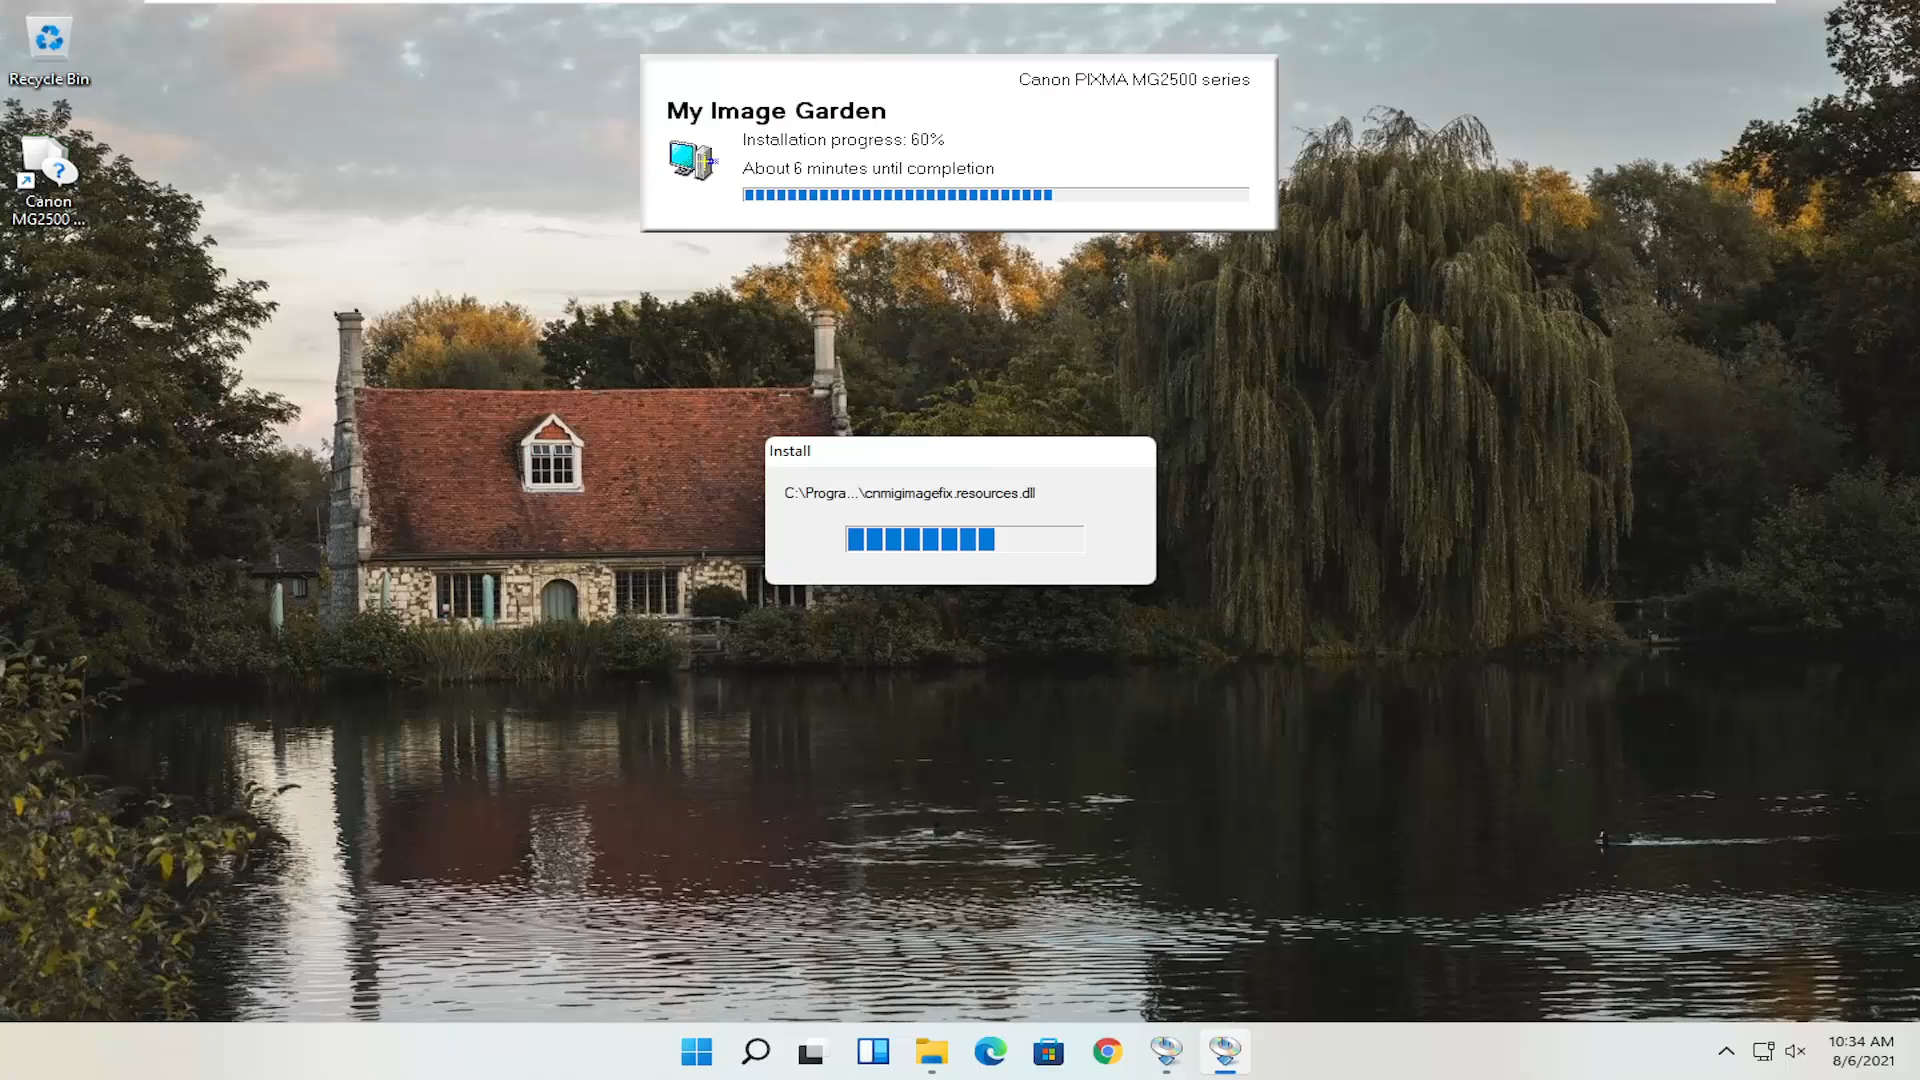 Recycle Bin
Canon
MG2500 ...
Canon PIXMA MG2500 series
My Image Garden
Installation progress: 60%
About 6 minutes until completion
Install
C:\Progra...\cnmigimagefix.resources.dll
10:34 AM
8/6/2021